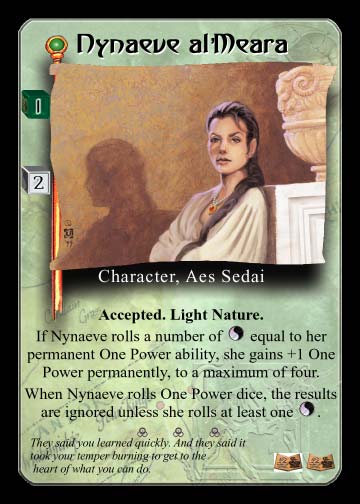 Nynaeve al'Meara
0
2
Character, Aes Sedai
Accepted. Light Nature.
If Nynaeve rolls a number of equal to her
permanent One Power ability, she gains +1 One
Power permanently, to a maximum of four.
When Nynaeve rolls One Power dice, the results
are ignored unless she rolls at least one .
They said you learned quickly. And they said it
took your temper burning to get to the
heart of what you can do.